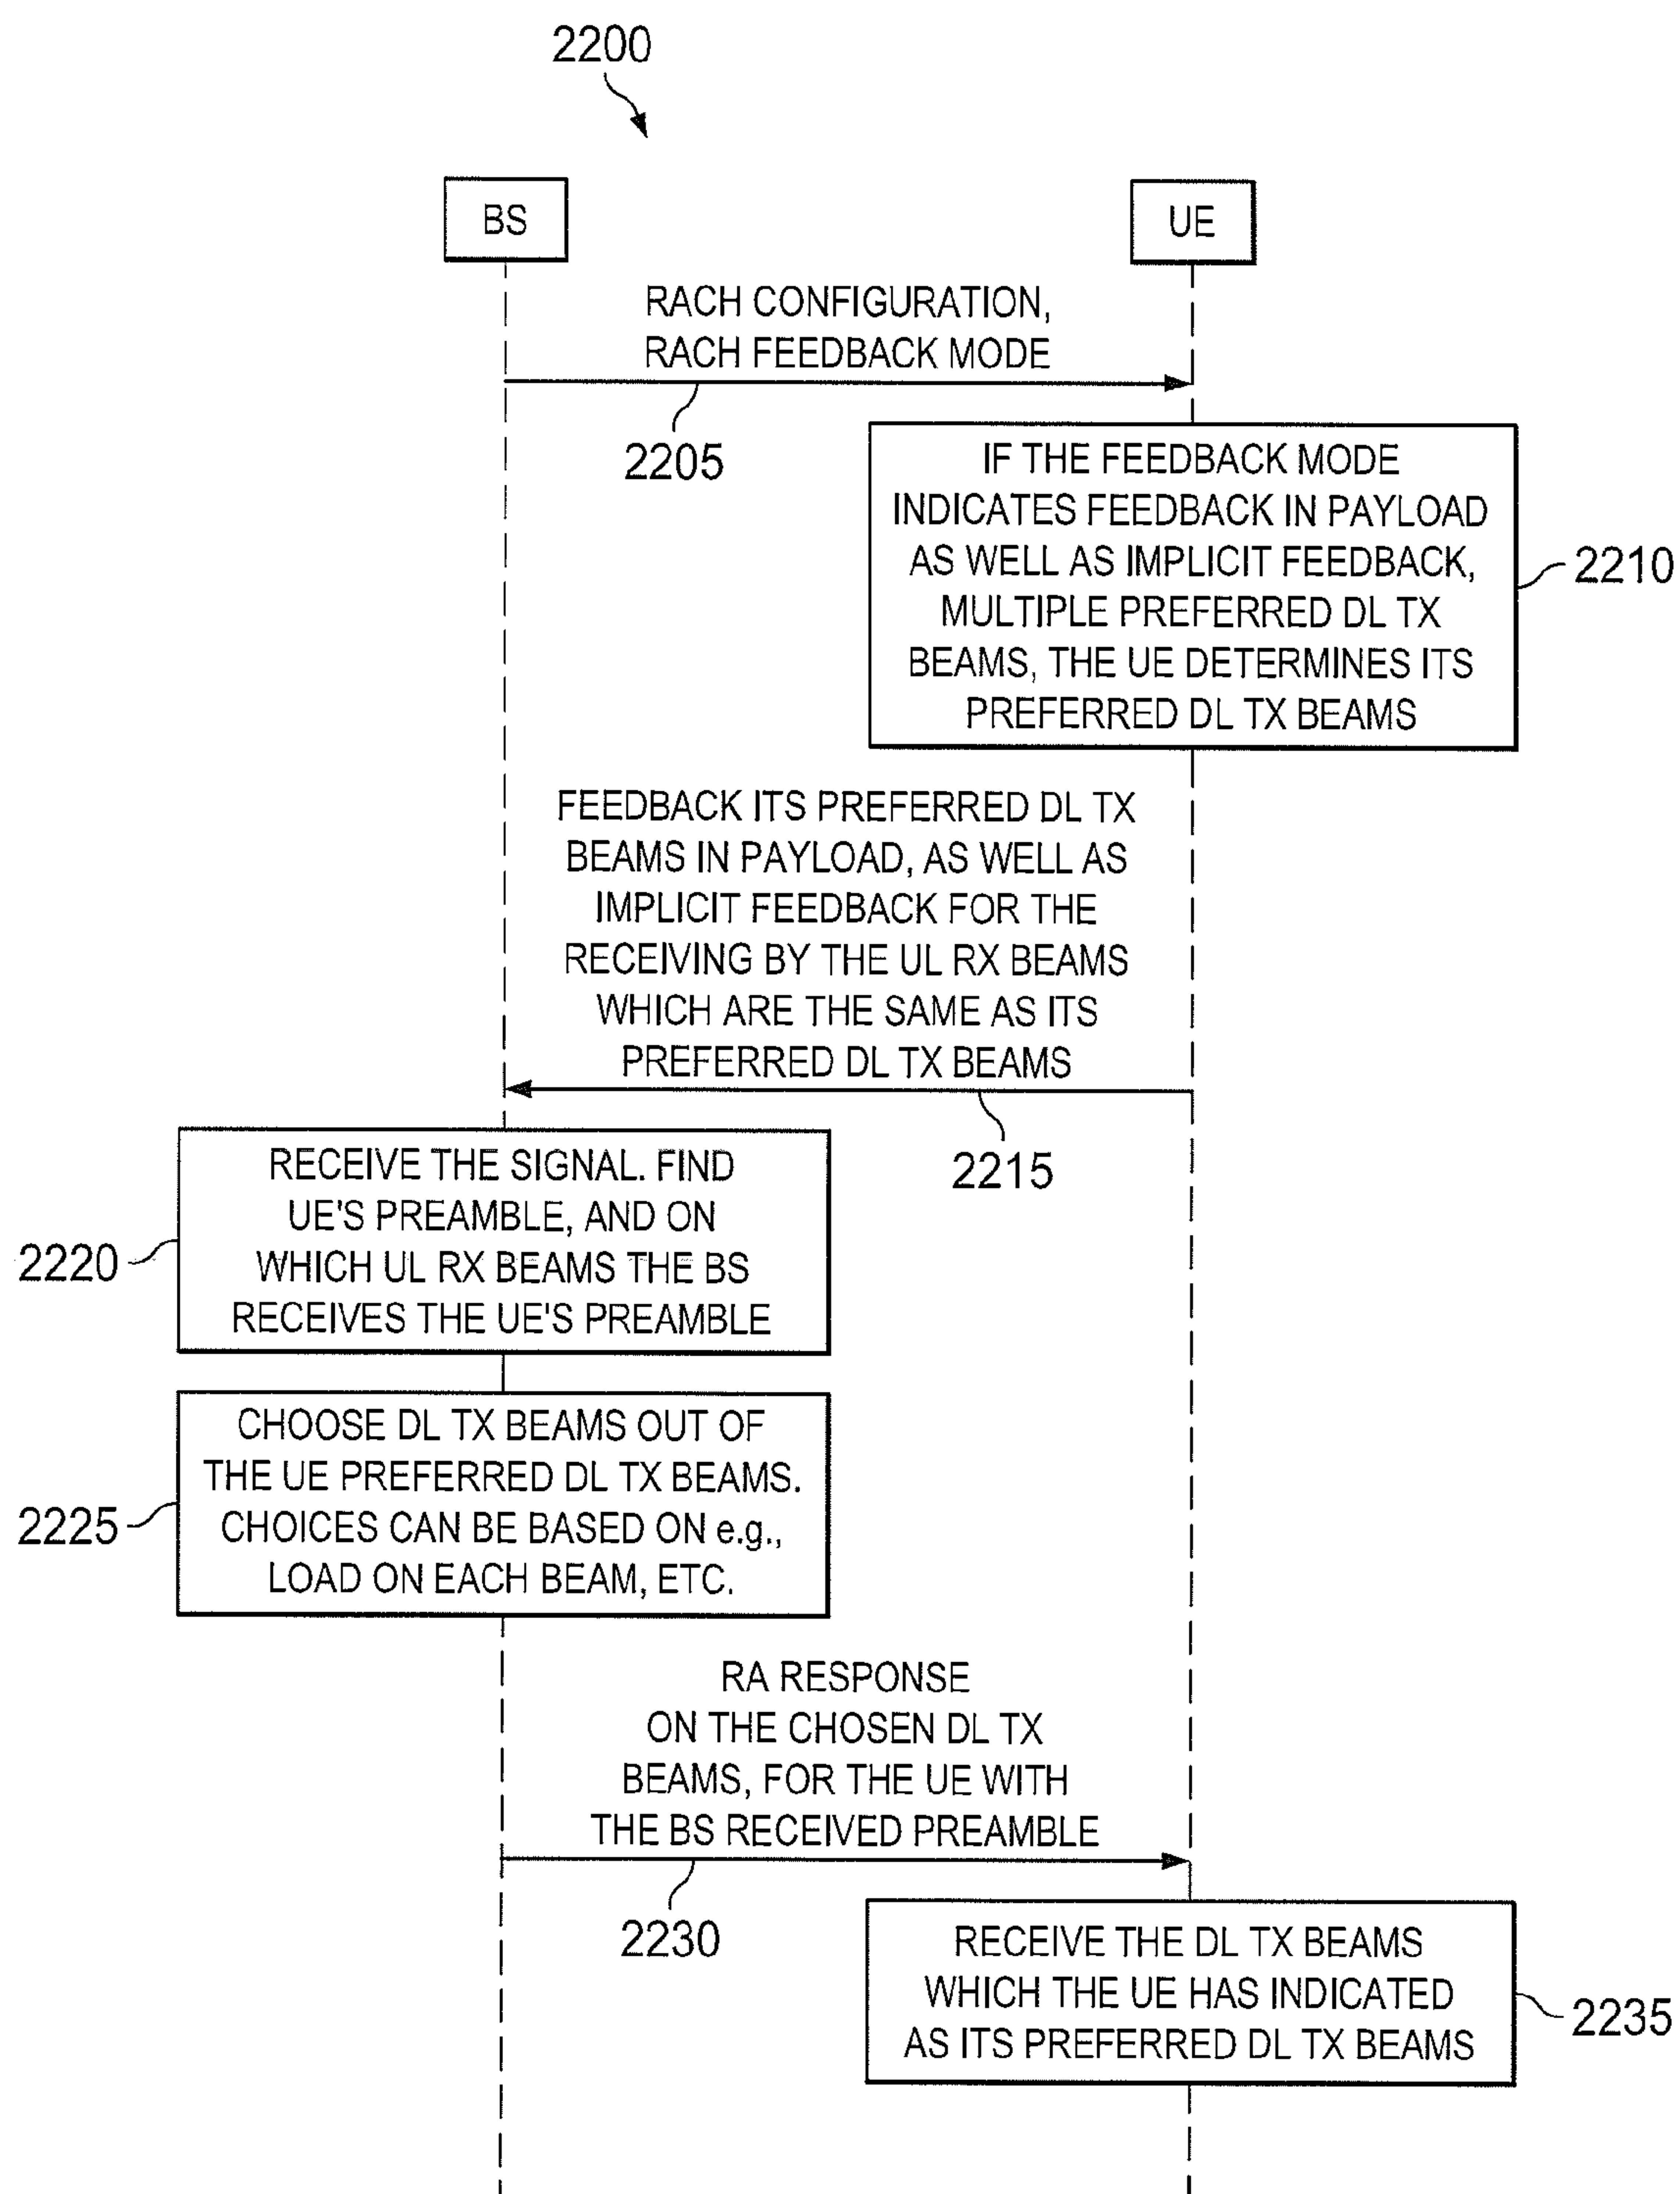 2200
BS
UE
RACH CONFIGURATION,
RACH FEEDBACK MODE
2205
IF THE FEEDBACK MODE
INDICATES FEEDBACK IN PAYLOAD
AS WELL AS IMPLICIT FEEDBACK,
MULTIPLE PREFERRED DL TX
BEAMS, THE UE DETERMINES ITS
PREFERRED DL TX BEAMS
2210
FEEDBACK ITS PREFERRED DL TX
BEAMS IN PAYLOAD, AS WELL AS
IMPLICIT FEEDBACK FOR THE
RECEIVING BY THE UL RX BEAMS
WHICH ARE THE SAME AS ITS
PREFERRED DL TX BEAMS
2215
RECEIVE THE SIGNAL. FIND
UE'S PREAMBLE, AND ON
WHICH UL RX BEAMS THE BS
RECEIVES THE UE'S PREAMBLE
2220
CHOOSE DL TX BEAMS OUT OF
THE UE PREFERRED DL TX BEAMS.
CHOICES CAN BE BASED ON e.g.,
LOAD ON EACH BEAM, ETC.
2225
RA RESPONSE
ON THE CHOSEN DL TX
BEAMS, FOR THE UE WITH
THE BS RECEIVED PREAMBLE
2230
RECEIVE THE DL TX BEAMS
WHICH THE UE HAS INDICATED
AS ITS PREFERRED DL TX BEAMS
2235